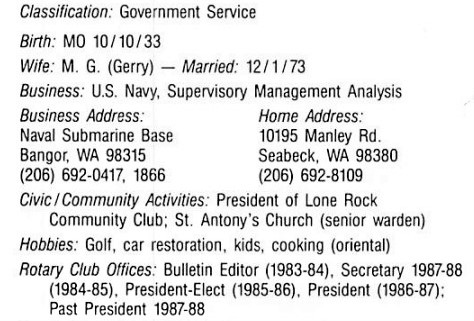 Classification: Government Service
Birth: MO 10/10/33
Wife: M. G. (Gerry) — Married: 12/1/73
Business: U.S. Navy, Supervisory Management Analysis
Business Address:
Naval Submarine Base
Bangor, WA 98315
(206) 692-0417, 1866
Home Address:
10195 Manley Rd.
Seabeck, WA 98380
(206) 692-8109
Civic/Community Activities: President of Lone Rock
Community Club; St. Antony's Church (senior warden)
Hobbies: Golf, car restoration, kids, cooking (oriental)
Rotary Club Offices: Bulletin Editor (1983-84), Secretary 1987-88
(1984-85), President-Elect (1985-86), President (1986-87);
Past President 1987-88